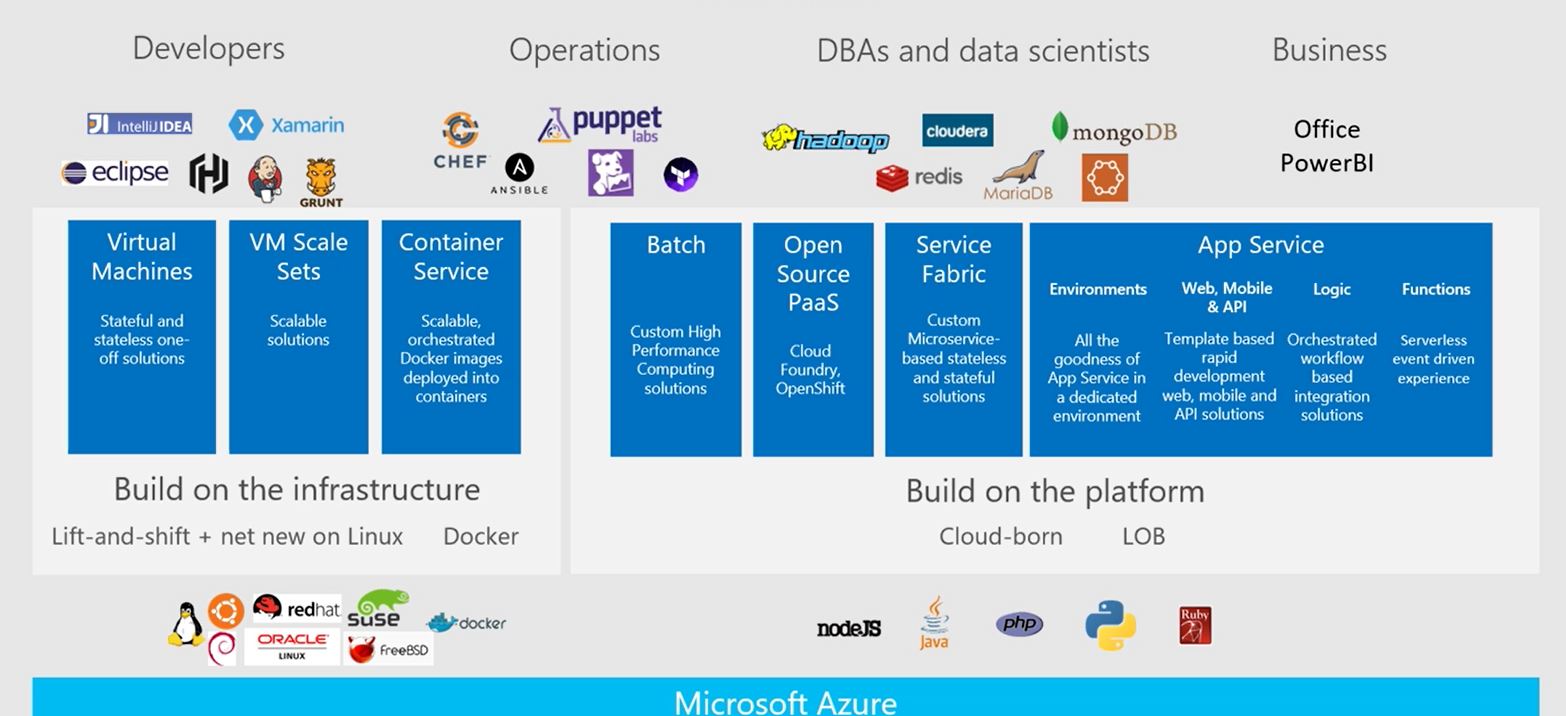 Developers
Operations
DBAs and data scientists
Business
IntelliJ IDEA
Xamarin
eclipse
GRUNT
CHEF
puppet
labs
ANSIBLE
hadoop
cloudera
mongoDB
redis
MariaDB
Office
PowerBI
Virtual
Machines
Stateful and
stateless one-
off solutions
VM Scale
Sets
Scalable
solutions
Container
Service
Scalable,
orchestrated
Docker images
deployed into
containers
Build on the infrastructure
Lift-and-shift + net new on Linux
Docker
Batch
Custom High
Performance
Computing
solutions
Open
Source
PaaS
Cloud
Foundry,
OpenShift
Service
Fabric
Custom
Microservice-
based stateless
and stateful
solutions
App Service
Environments
All the
goodness of
App Service in
a dedicated
environment
Web, Mobile
& API
Template based
rapid
development
web, mobile and
API solutions
Logic
Orchestrated
workflow
based
integration
solutions
Functions
Serverless
event driven
experience
Build on the platform
Cloud-born
LOB
redhat
SUSE
docker
ORACLE
LINUX
FreeBSD
nodeJS
Java
php
Ruby
Microsoft Azure